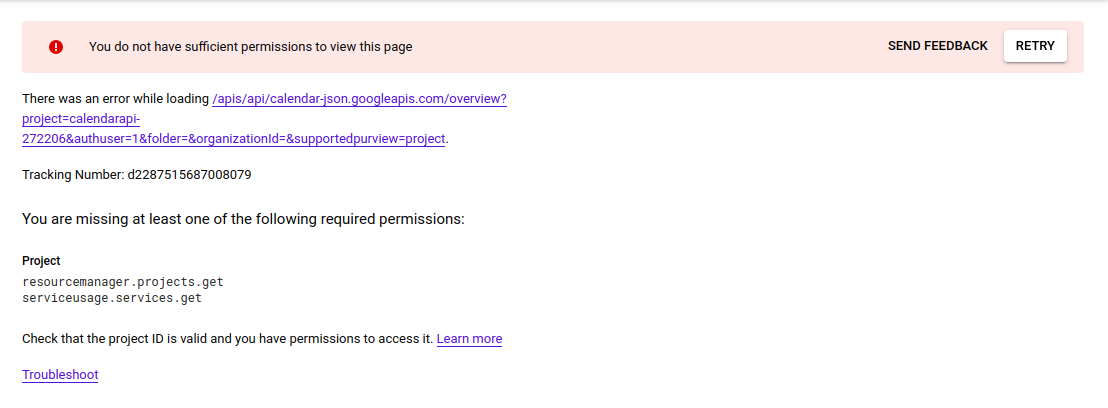 You do not have sufficient permissions to view this page
SEND FEEDBACK
RETRY
There was an error while loading /apis/api/calendar-json.googleapis.com/overview?
project=calendarapi-
272206&authuser=1&folder=&organizationId=&supportedpurview=project.
Tracking Number: d2287515687008079
You are missing at least one of the following required permissions:
Project
resourcemanager.projects.get
serviceusage.services.get
Check that the project ID is valid and you have permissions to access it. Learn more
Troubleshoot